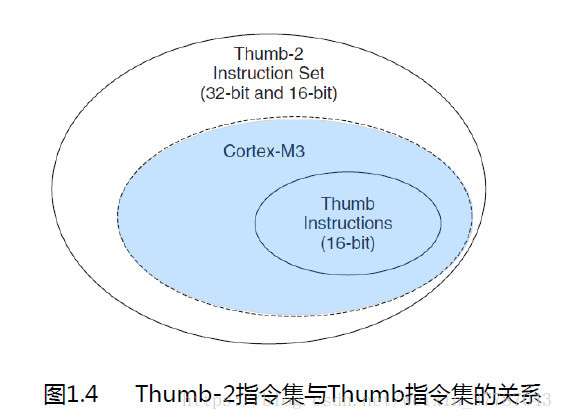 Thumb-2
Instruction Set
(32-bit and 16-bit)
Cortex-M3
Thumb
Instructions
(16-bit)
图1.4 Thumb-2指令集与Thumb指令集的关系